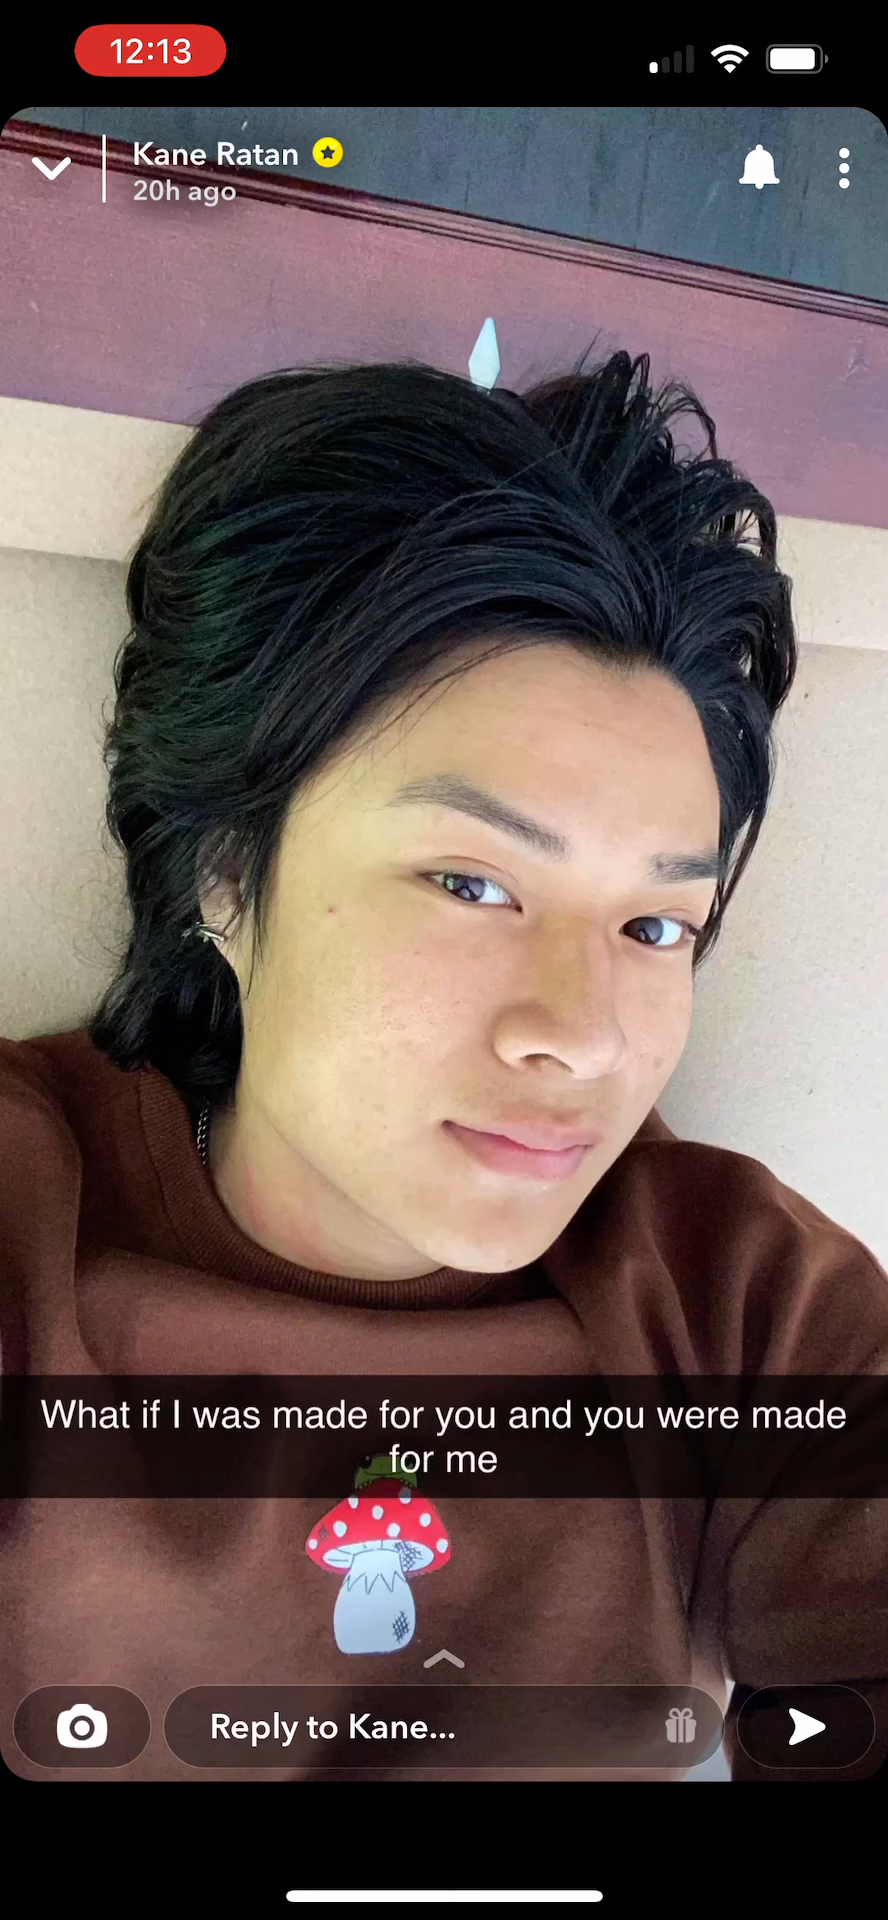 12:13
Kane Ratan
20h ago
What if I was made for you and you were made
for me
Reply to Kane...